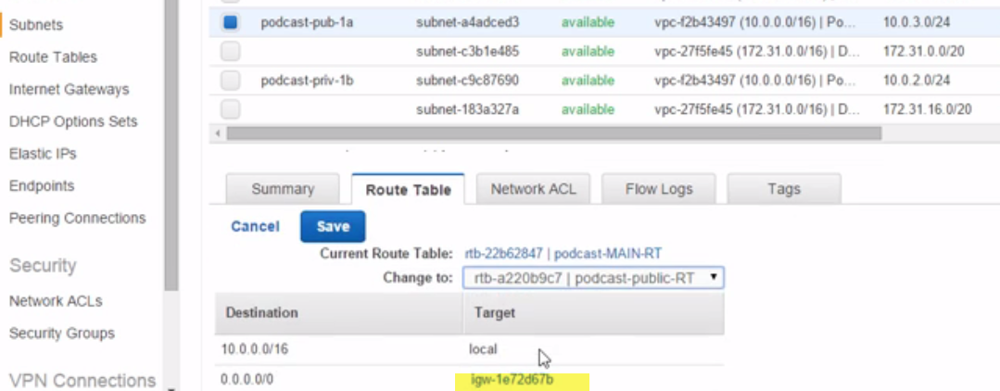 Subnets
Route Tables
Internet Gateways
DHCP Options Sets
Elastic IPs
Endpoints
Peering Connections
Security
Network ACLs
Security Groups
VPN Connections
podcast-pub-1a subnet-a4adced3 available vpc-f2b43497 (10.0.0.0/16) | Po... 10.0.3.0/24
subnet-c3b1e485 available vpc-27f5fe45 (172.31.0.0/16) | D... 172.31.0.0/20
podcast-priv-1b subnet-c9c87690 available vpc-f2b43497 (10.0.0.0/16) | Po... 10.0.2.0/24
subnet-183a327a available vpc-27f5fe45 (172.31.0.0/16) | D... 172.31.16.0/20
Summary Route Table Network ACL Flow Logs Tags
Cancel Save
Current Route Table: rtb-22b62847 | podcast-MAIN-RT
Change to: rtb-a220b9c7 | podcast-public-RT
Destination Target
10.0.0.0/16 local
0.0.0.0/0 igw-1e72d67b